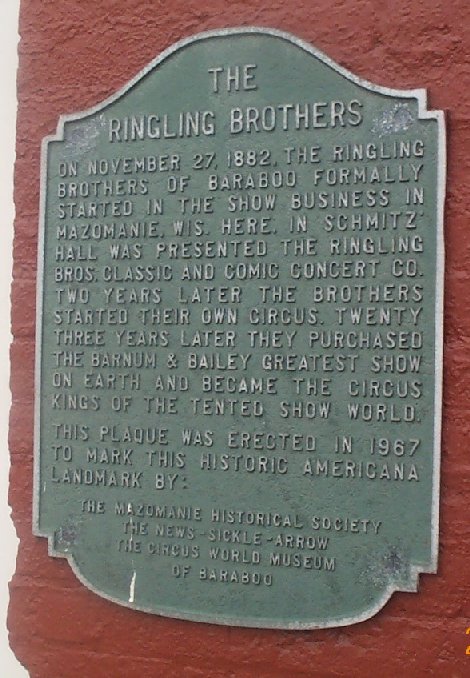 THE
RINGLING BROTHERS
ON NOVEMBER 27, 1882, THE RINGLING
BROTHERS OF BARABOO FORMALLY
STARTED IN THE SHOW BUSINESS IN
MAZOMANIE, WIS. HERE, IN SCHMITZ'
HALL WAS PRESENTED THE RINGLING
BROS. CLASSIC AND COMIC CONCERT CO.
TWO YEARS LATER THE BROTHERS
STARTED THEIR OWN CIRCUS. TWENTY
THREE YEARS LATER THEY PURCHASED
THE BARNUM & BAILEY GREATEST SHOW
ON EARTH AND BECAME THE CIRCUS
KINGS OF THE TENTED SHOW WORLD.
THIS PLAQUE WAS ERECTED IN 1967
TO MARK THIS HISTORIC AMERICANA
LANDMARK BY:
THE MAZOMANIE HISTORICAL SOCIETY
THE NEWS-SICKLE-ARROW
THE CIRCUS WORLD MUSEUM
OF BARABOO